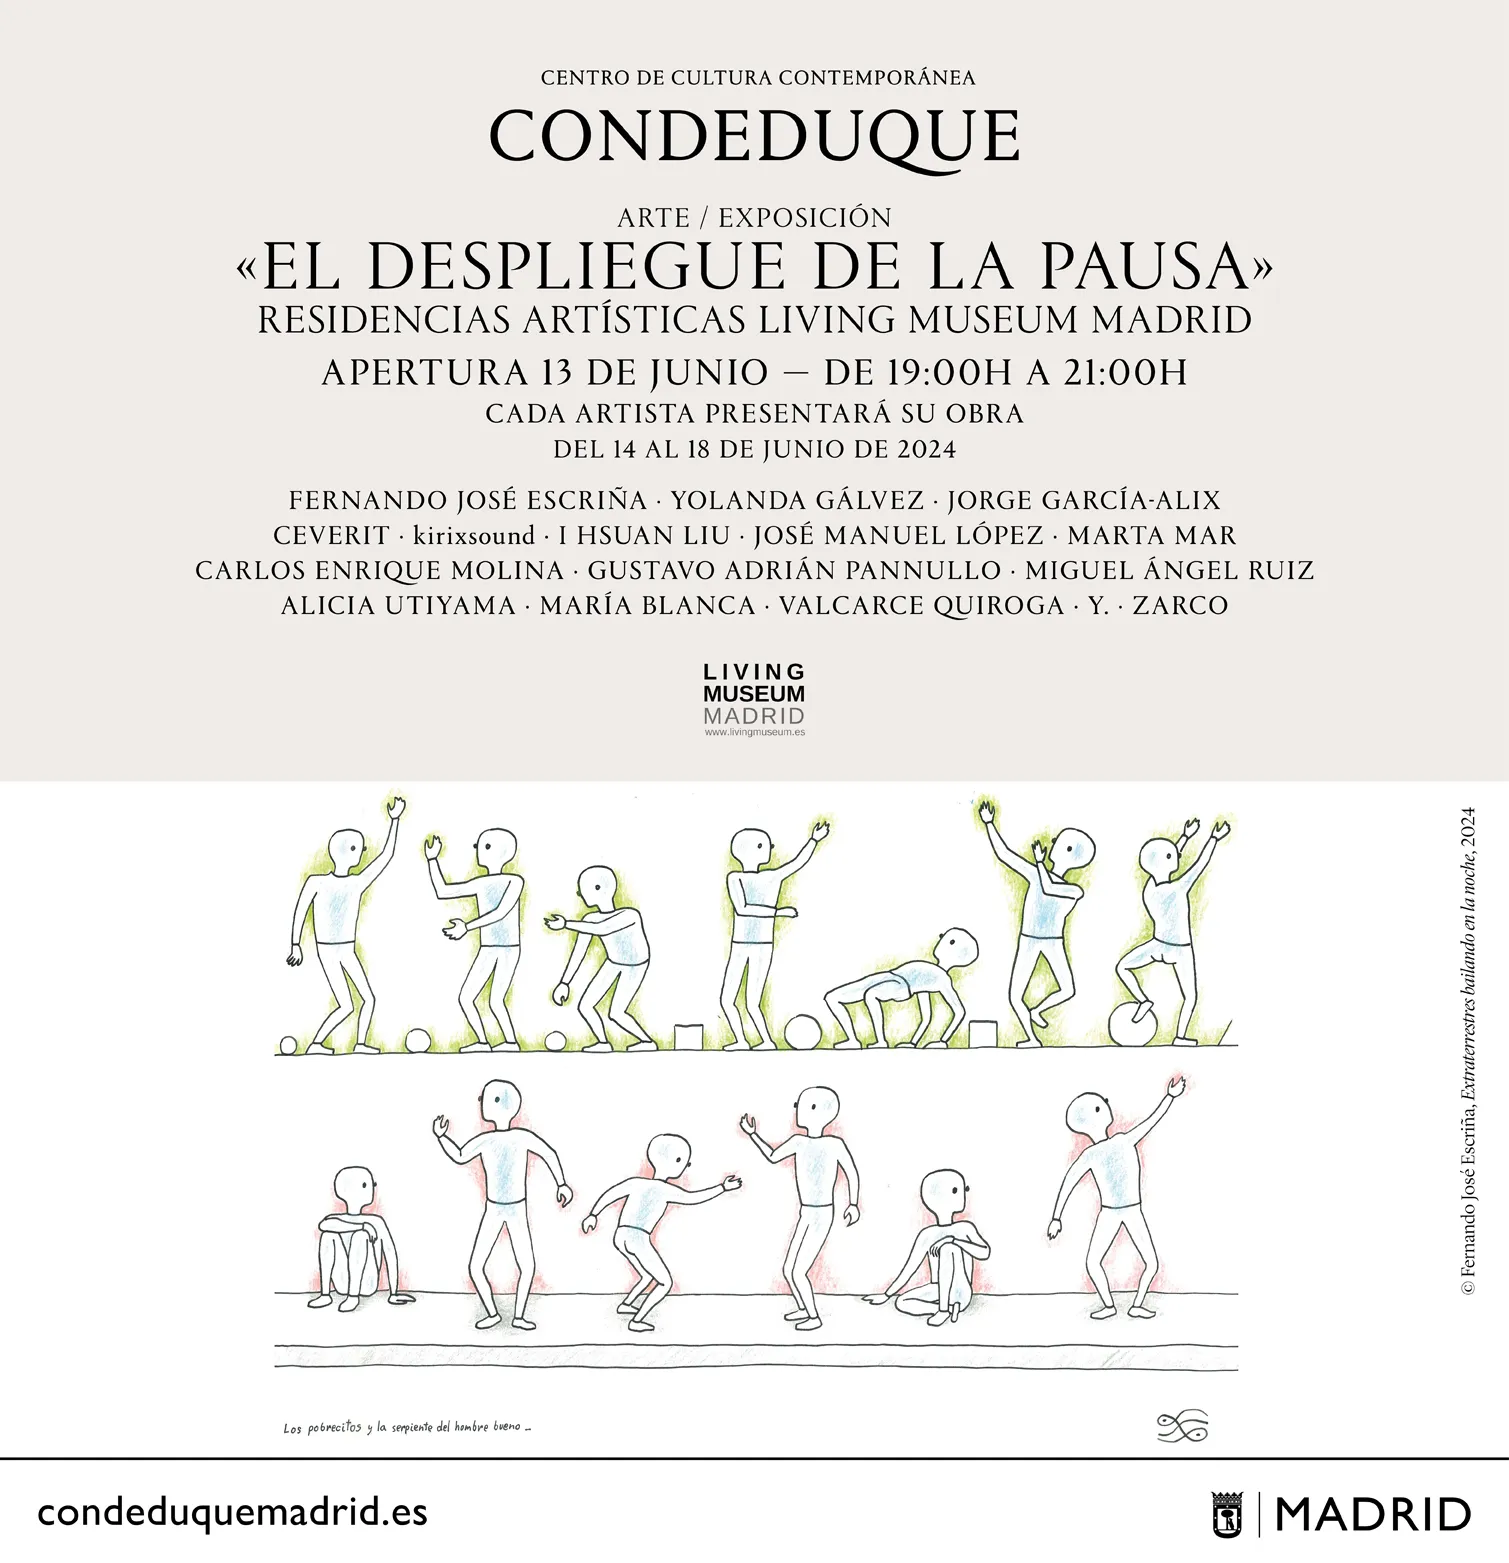 CENTRO DE CULTURA CONTEMPORÁNEA
CONDEDUQUE
ARTE / EXPOSICIÓN
«EL DESPLIEGUE DE LA PAUSA»
RESIDENCIAS ARTÍSTICAS LIVING MUSEUM MADRID
APERTURA 13 DE JUNIO — DE 19:00H A 21:00H
CADA ARTISTA PRESENTARÁ SU OBRA
DEL 14 AL 18 DE JUNIO DE 2024
FERNANDO JOSÉ ESCRIÑA · YOLANDA GÁLVEZ · JORGE GARCÍA-ALIX
CEVERIT · kirixsound · I HSUAN LIU · JOSÉ MANUEL LÓPEZ · MARTA MAR
CARLOS ENRIQUE MOLINA · GUSTAVO ADRIÁN PANNULLO · MIGUEL ÁNGEL RUIZ
ALICIA UTIYAMA · MARÍA BLANCA · VALCARCE QUIROGA · Y. · ZARCO
LIVING
MUSEUM
MADRID
www.livingmuseum.es
© Fernando José Escriña, Extraterrestres bailando en la noche, 2024
Los pobrecitos y la serpiente del hombre bueno ...
condeduquemadrid.es
MADRID